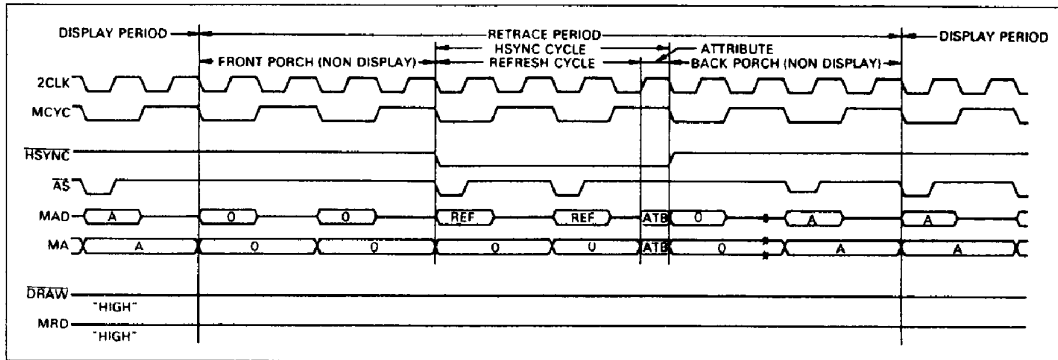 DISPLAY PERIOD RETRACE PERIOD DISPLAY PERIOD
HSYNC CYCLE ATTRIBUTE
FRONT PORCH (NON DISPLAY) REFRESH CYCLE BACK PORCH (NON DISPLAY)
2CLK
MCYC
HSYNC
AS
MAD A 0 0 REF REF ATB 0 A A
MA A 0 0 0 0 ATB 0 A A
DRAW
"HIGH"
MRD
"HIGH"